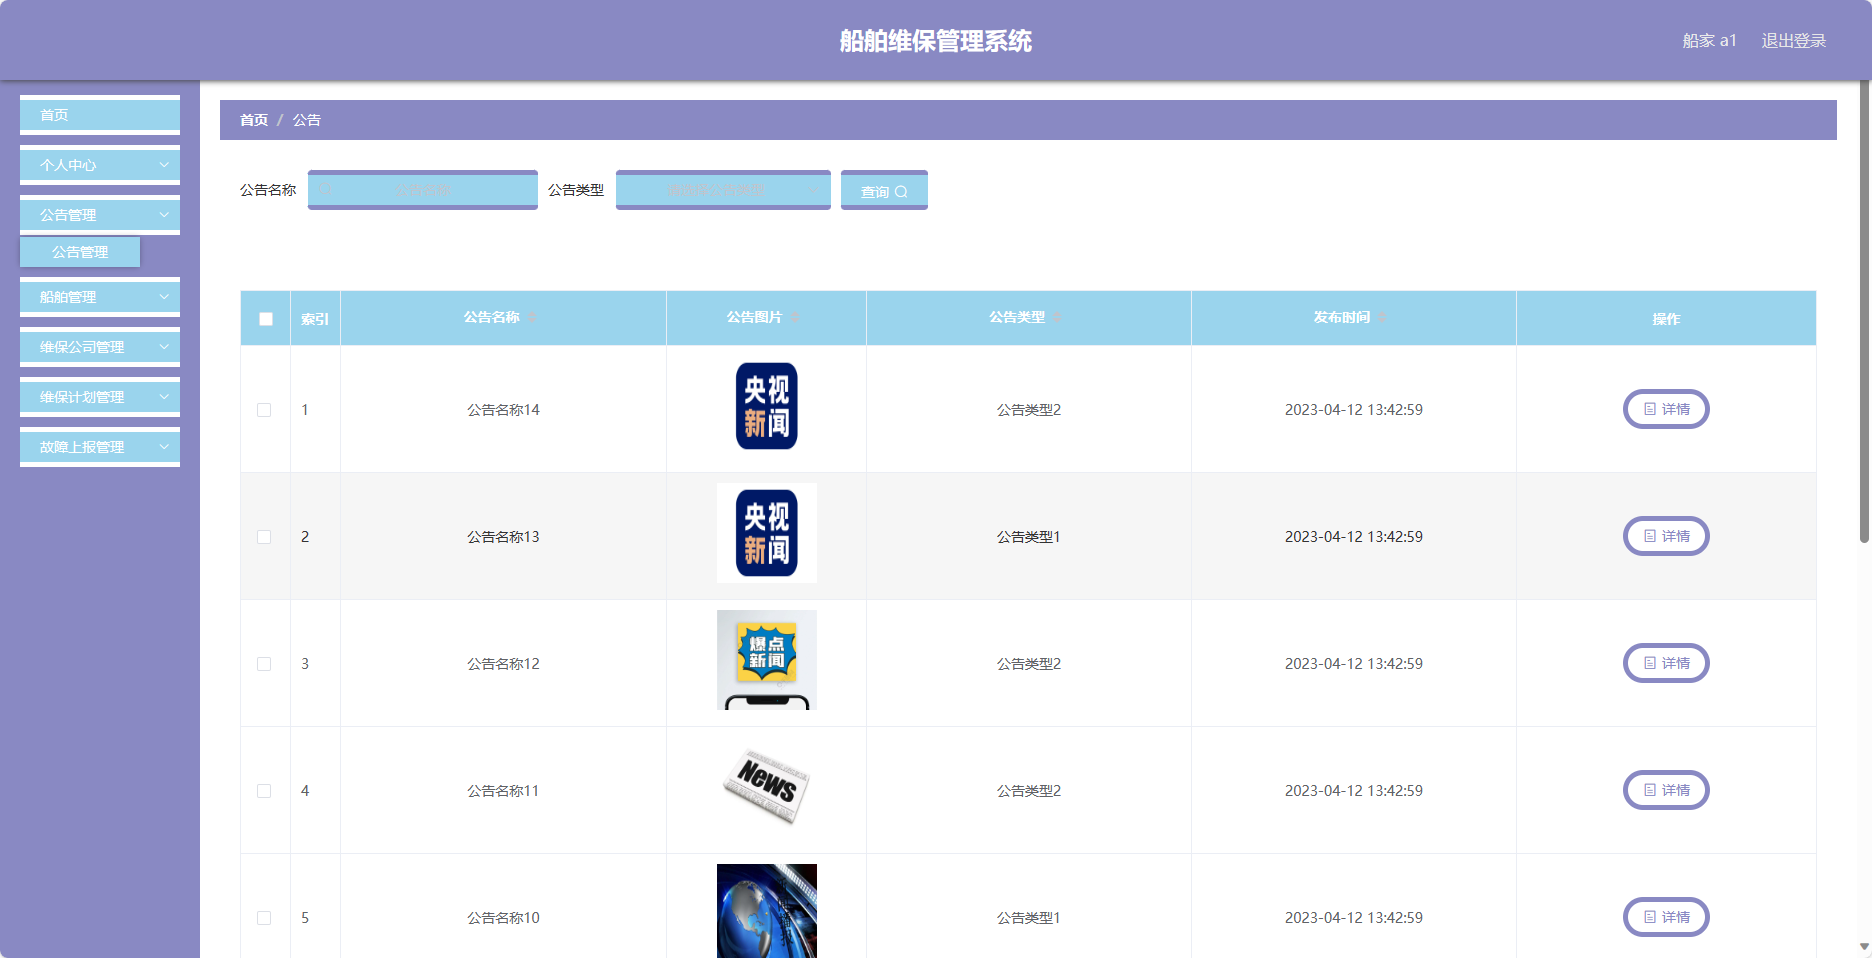 船舶维保管理系统
船家 a1
退出登录
首页
个人中心
公告管理
公告管理
船舶管理
维保公司管理
维保计划管理
故障上报管理
首页 / 公告
公告名称
公告名称
公告类型
请选择公告类型
查询
索引 公告名称 公告图片 公告类型 发布时间 操作
1 公告名称14 央视新闻 公告类型2 2023-04-12 13:42:59 详情
2 公告名称13 央视新闻 公告类型1 2023-04-12 13:42:59 详情
3 公告名称12 爆点新闻 公告类型2 2023-04-12 13:42:59 详情
4 公告名称11 News 公告类型2 2023-04-12 13:42:59 详情
5 公告名称10 公告类型1 2023-04-12 13:42:59 详情